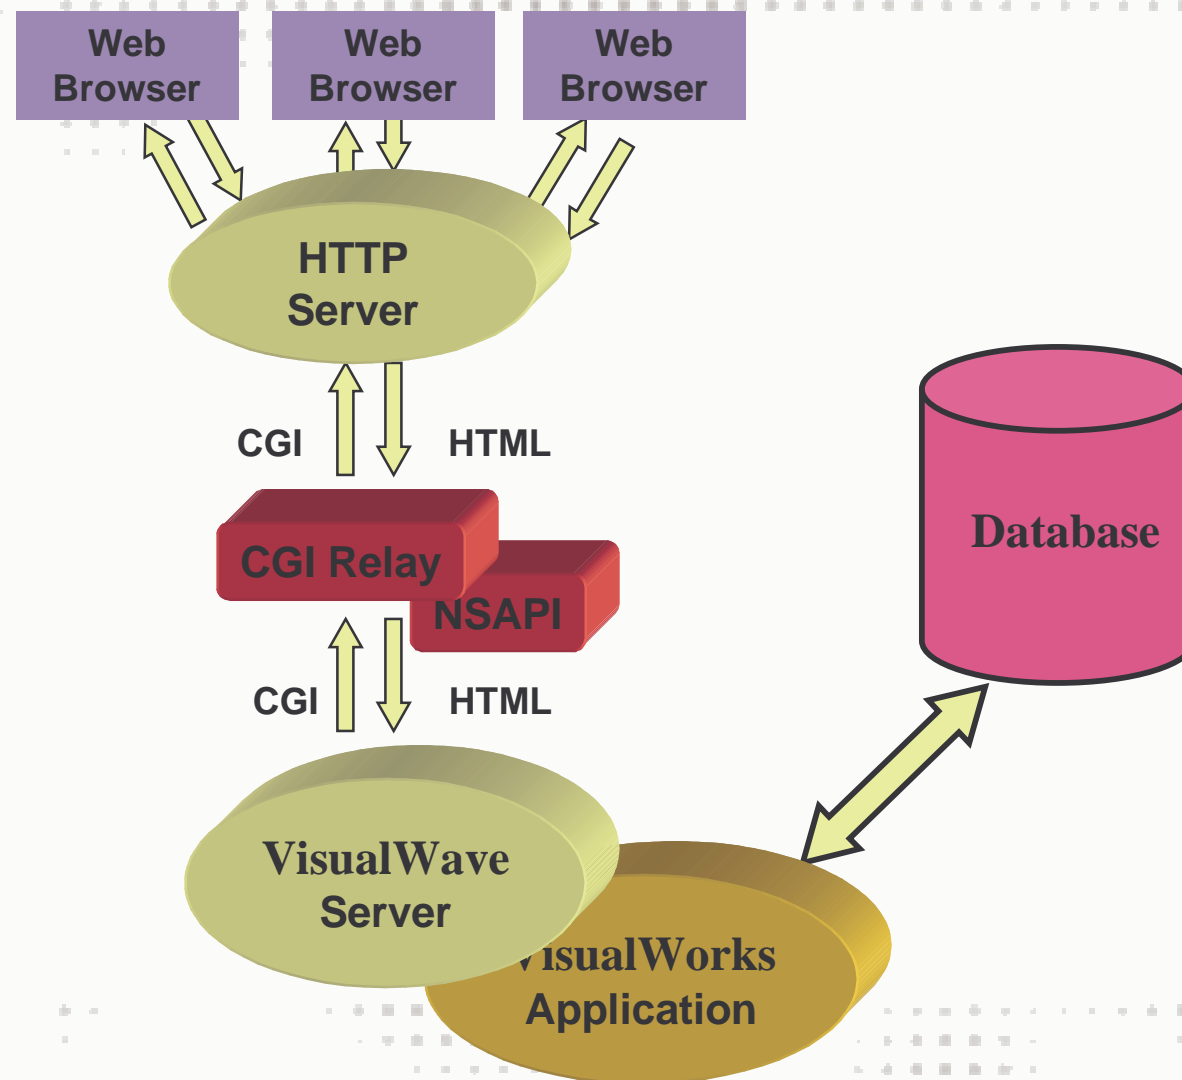 Web
Browser
Web
Browser
Web
Browser
HTTP
Server
CGI
HTML
CGI Relay
NSAPI
CGI
HTML
VisualWave
Server
VisualWorks
Application
Database